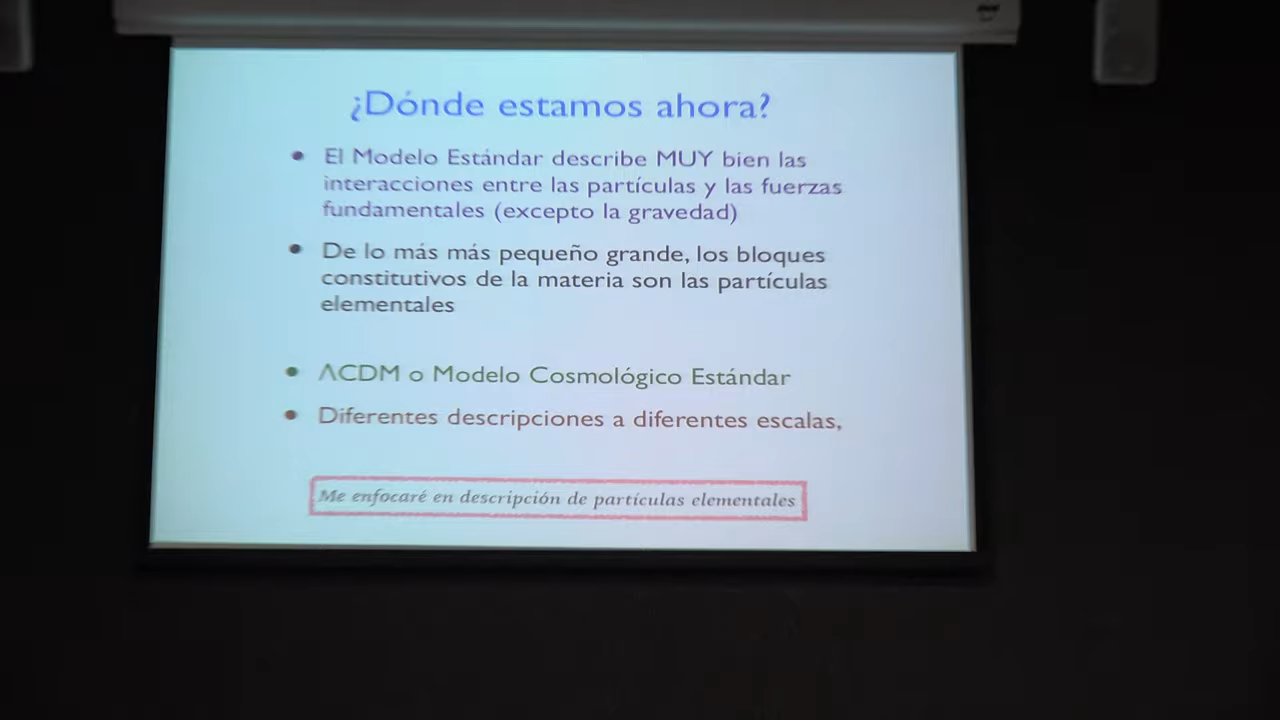 ¿Dónde estamos ahora?
• El Modelo Estándar describe MUY bien las
interacciones entre las partículas y las fuerzas
fundamentales (excepto la gravedad)
• De lo más más pequeño grande, los bloques
constitutivos de la materia son las partículas
elementales
• ΛCDM o Modelo Cosmológico Estándar
• Diferentes descripciones a diferentes escalas,
Me enfocaré en descripción de partículas elementales